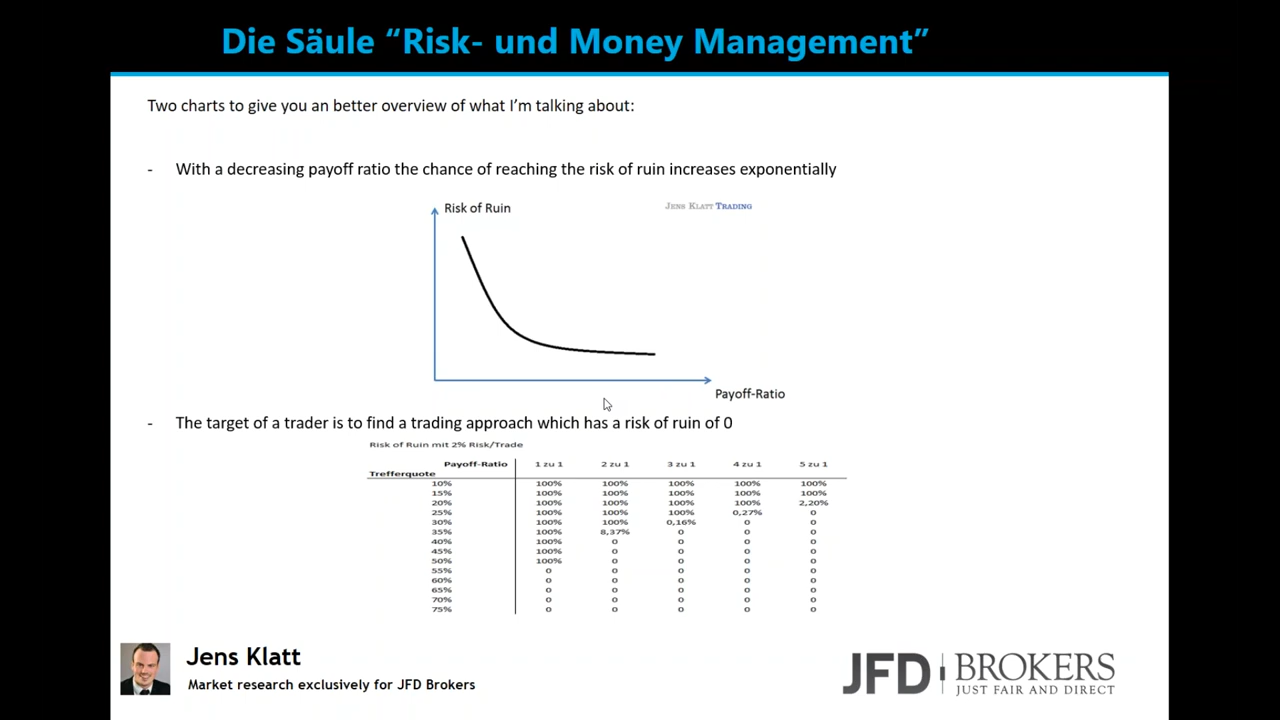 Die Säule “Risk- und Money Management”
Two charts to give you an better overview of what I’m talking about:
- With a decreasing payoff ratio the chance of reaching the risk of ruin increases exponentially
Risk of Ruin
JENS KLATT TRADING
Payoff-Ratio
- The target of a trader is to find a trading approach which has a risk of ruin of 0
Risk of Ruin mit 2% Risk/Trade
Payoff-Ratio 1 zu 1 2 zu 1 3 zu 1 4 zu 1 5 zu 1
Trefferquote
10% 100% 100% 100% 100% 100%
15% 100% 100% 100% 100% 100%
20% 100% 100% 100% 100% 2,20%
25% 100% 100% 100% 0,27% 0
30% 100% 100% 0,16% 0 0
35% 100% 8,37% 0 0 0
40% 100% 0 0 0 0
45% 100% 0 0 0 0
50% 100% 0 0 0 0
55% 0 0 0 0 0
60% 0 0 0 0 0
65% 0 0 0 0 0
70% 0 0 0 0 0
75% 0 0 0 0 0
Jens Klatt
Market research exclusively for JFD Brokers
JFD BROKERS
JUST FAIR AND DIRECT